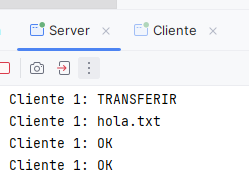 Server
Cliente
Cliente 1: TRANSFERIR
Cliente 1: hola.txt
Cliente 1: OK
Cliente 1: OK